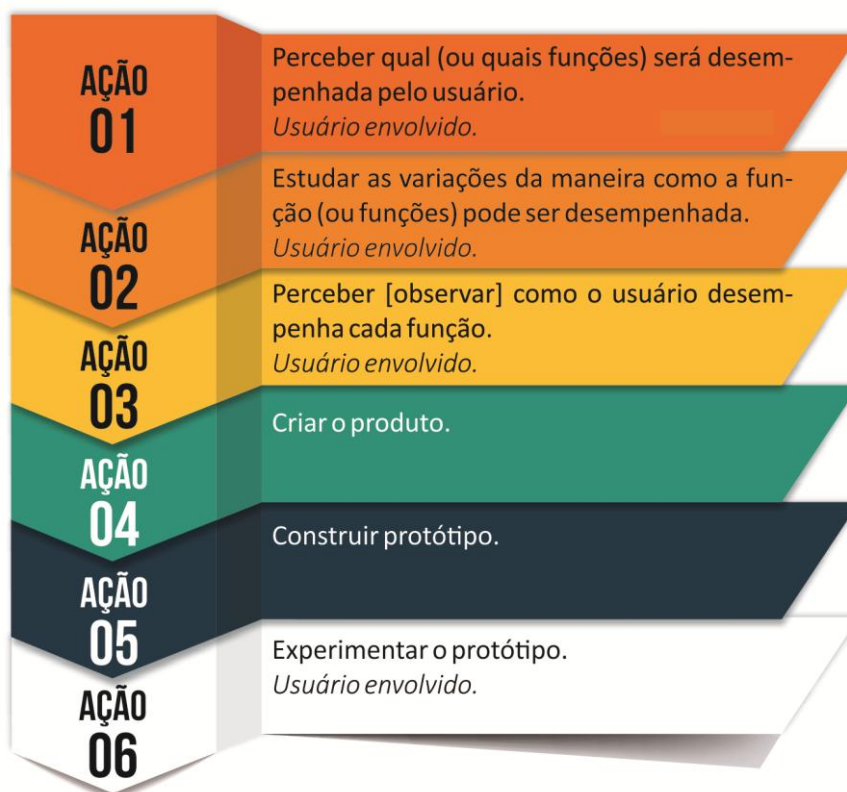 AÇÃO
01
Perceber qual (ou quais funções) será desem-
penhada pelo usuário.
Usuário envolvido.
AÇÃO
02
Estudar as variações da maneira como a fun-
ção (ou funções) pode ser desempenhada.
Usuário envolvido.
AÇÃO
03
Perceber [observar] como o usuário desem-
penha cada função.
Usuário envolvido.
AÇÃO
04
Criar o produto.
AÇÃO
05
Construir protótipo.
AÇÃO
06
Experimentar o protótipo.
Usuário envolvido.